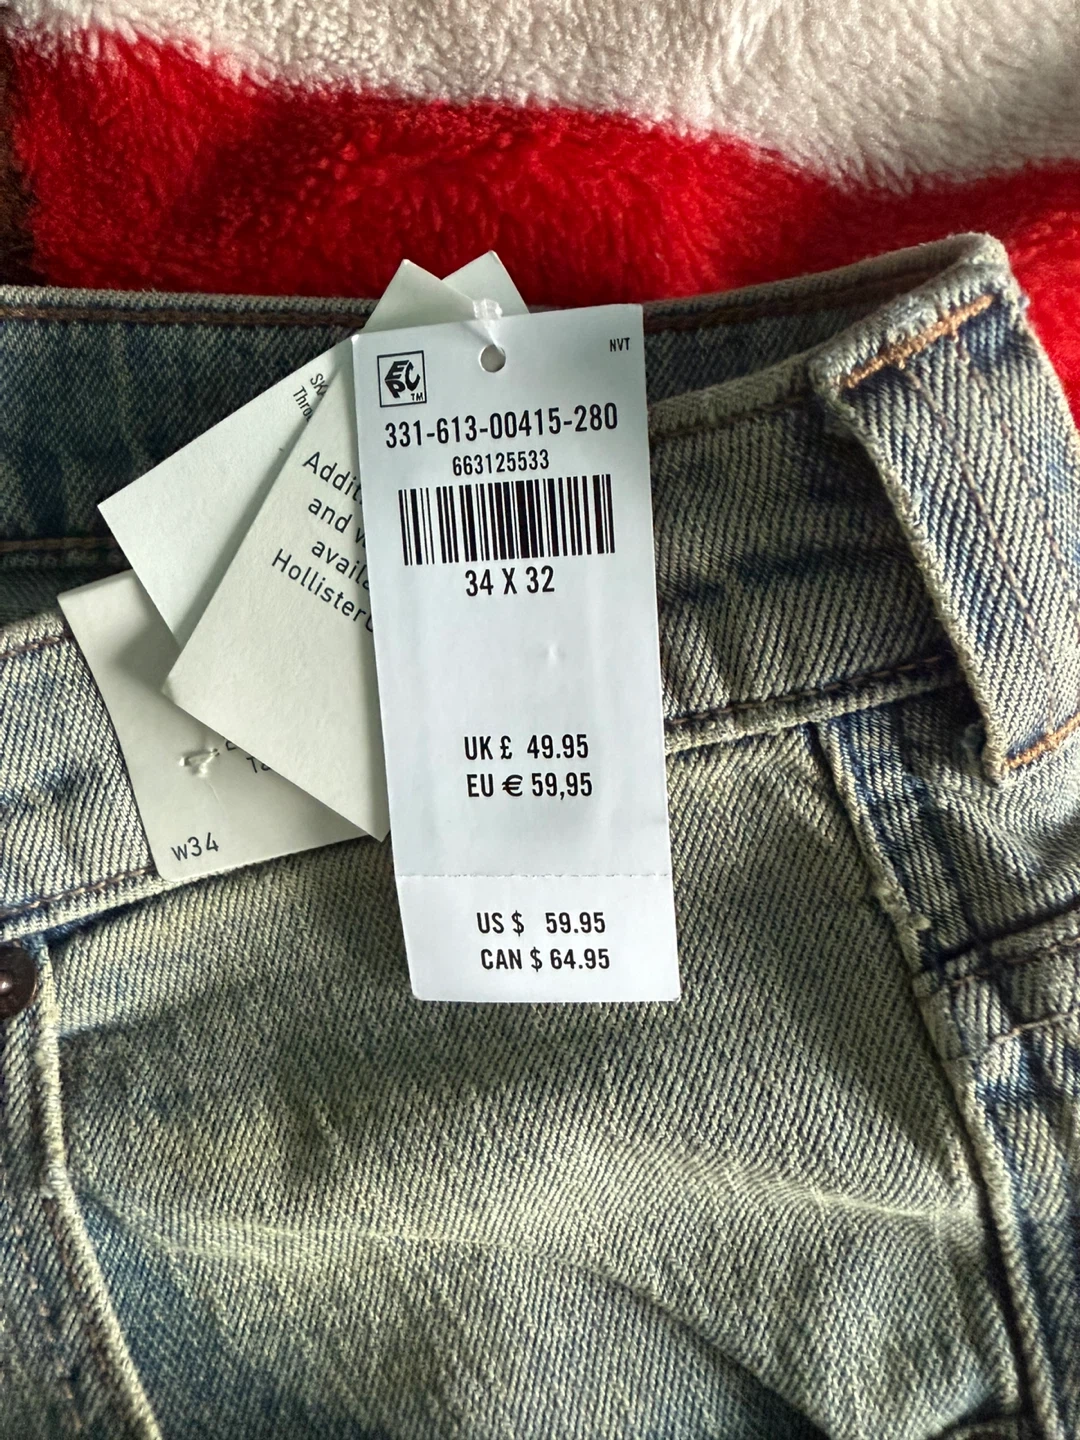 NVT
EPC
TM
331-613-00415-280
663125533
34 X 32
UK £ 49.95
EU € 59,95
US $ 59.95
CAN $ 64.95
and
w34